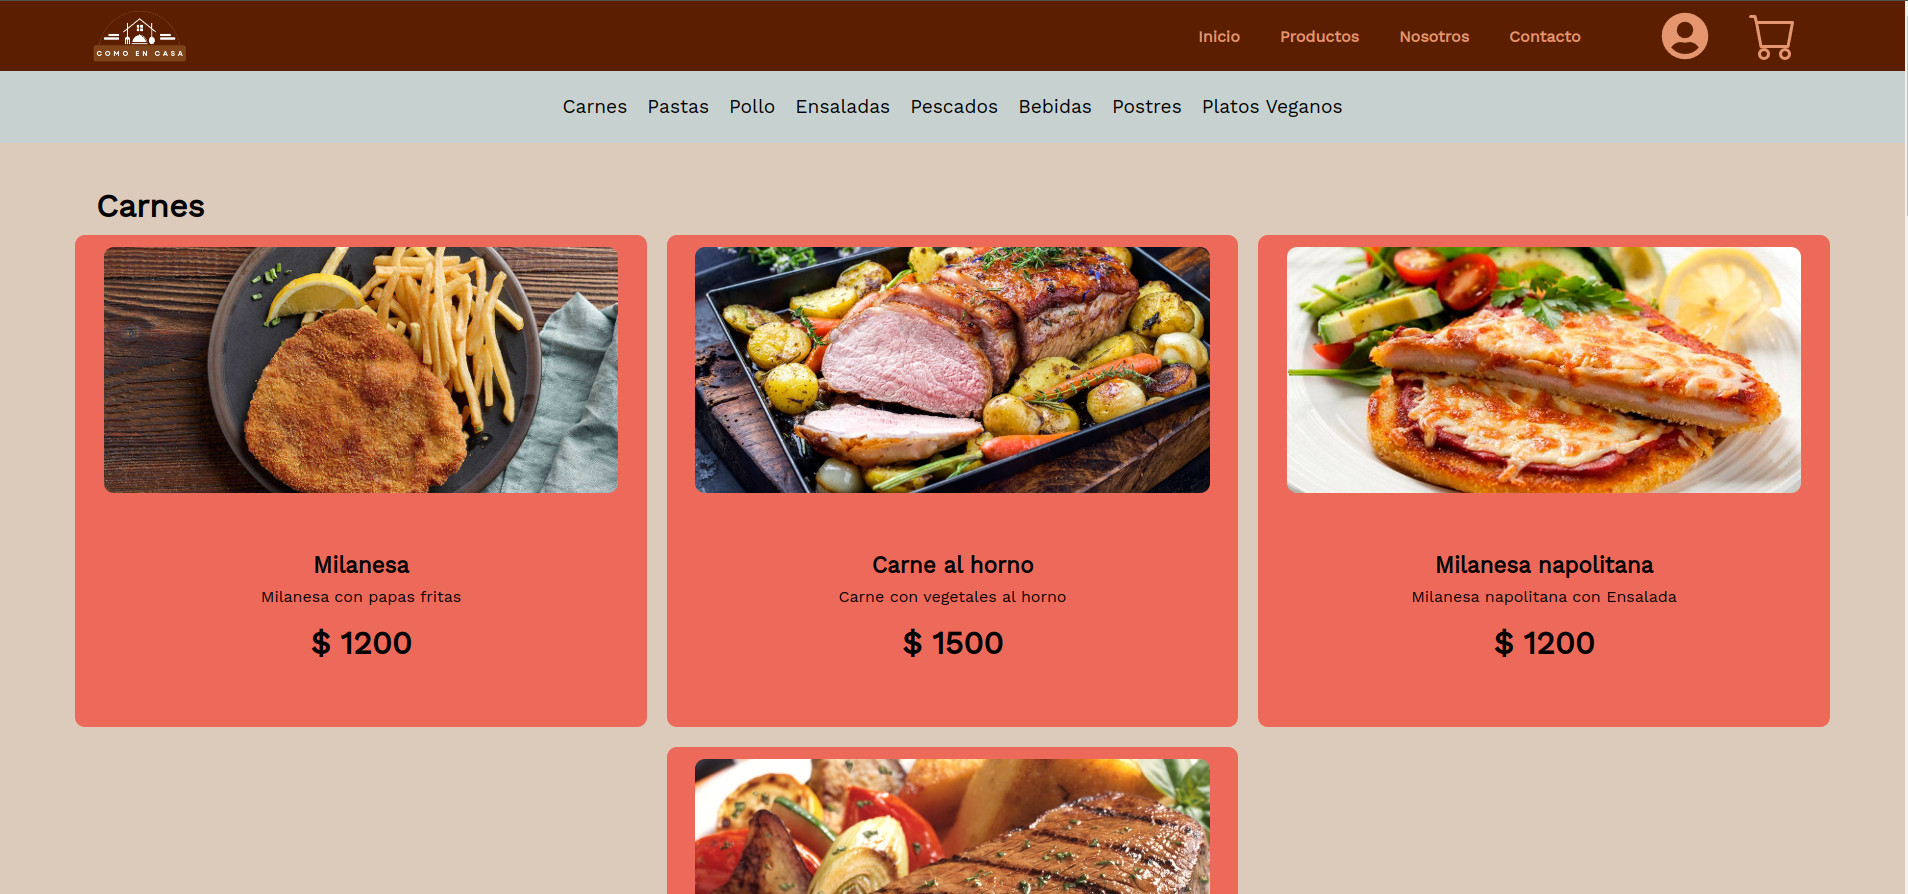 COMO EN CASA
Inicio Productos Nosotros Contacto
Carnes Pastas Pollo Ensaladas Pescados Bebidas Postres Platos Veganos
Carnes
Milanesa
Milanesa con papas fritas
$ 1200
Carne al horno
Carne con vegetales al horno
$ 1500
Milanesa napolitana
Milanesa napolitana con Ensalada
$ 1200